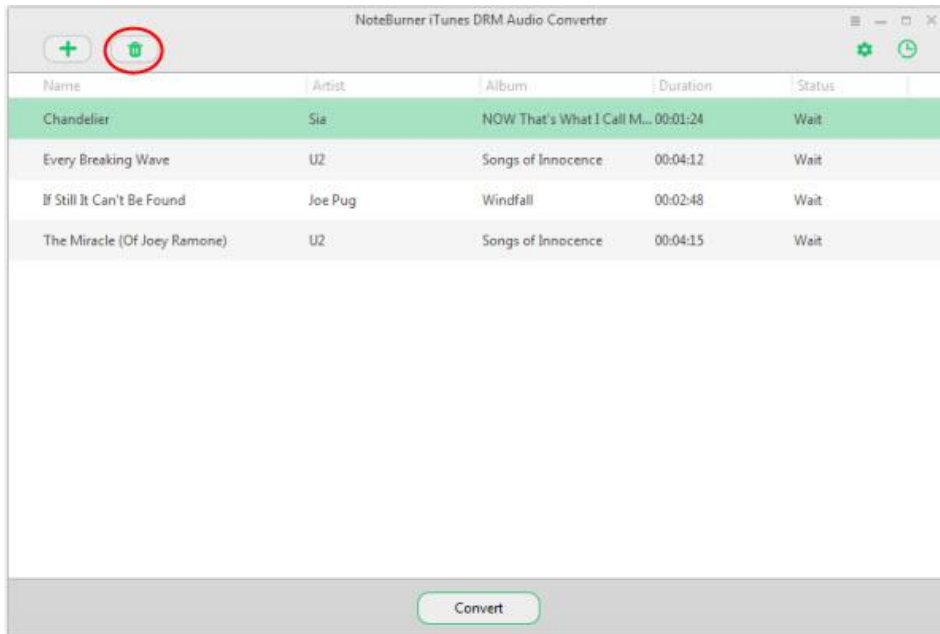 NoteBurner iTunes DRM Audio Converter
Name Artist Album Duration Status
Chandelier Sia NOW That's What I Call M... 00:01:24 Wait
Every Breaking Wave U2 Songs of Innocence 00:04:12 Wait
If Still It Can't Be Found Joe Pug Windfall 00:02:48 Wait
The Miracle (Of Joey Ramone) U2 Songs of Innocence 00:04:15 Wait
Convert